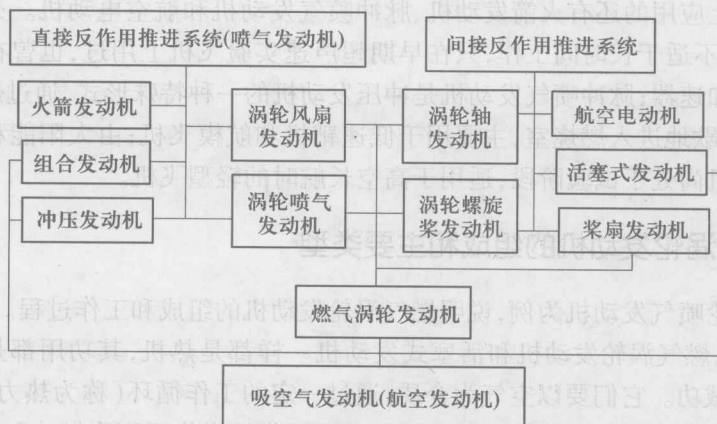 直接反作用推进系统(喷气发动机)
间接反作用推进系统
火箭发动机
组合发动机
冲压发动机
涡轮风扇
发动机
涡轮喷气
发动机
涡轮轴
发动机
涡轮螺旋
桨发动机
航空电动机
活塞式发动机
桨扇发动机
燃气涡轮发动机
吸空气发动机(航空发动机)